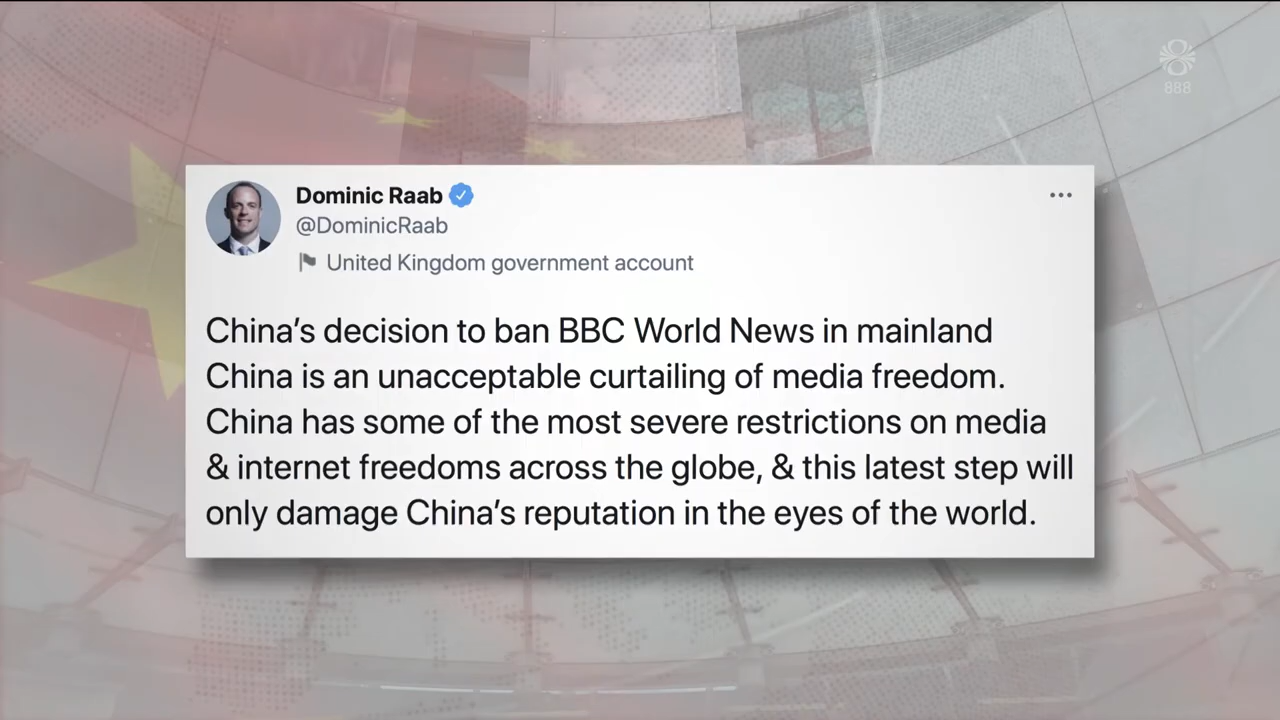 888
Dominic Raab
@DominicRaab
United Kingdom government account
China’s decision to ban BBC World News in mainland
China is an unacceptable curtailing of media freedom.
China has some of the most severe restrictions on media
& internet freedoms across the globe, & this latest step will
only damage China’s reputation in the eyes of the world.